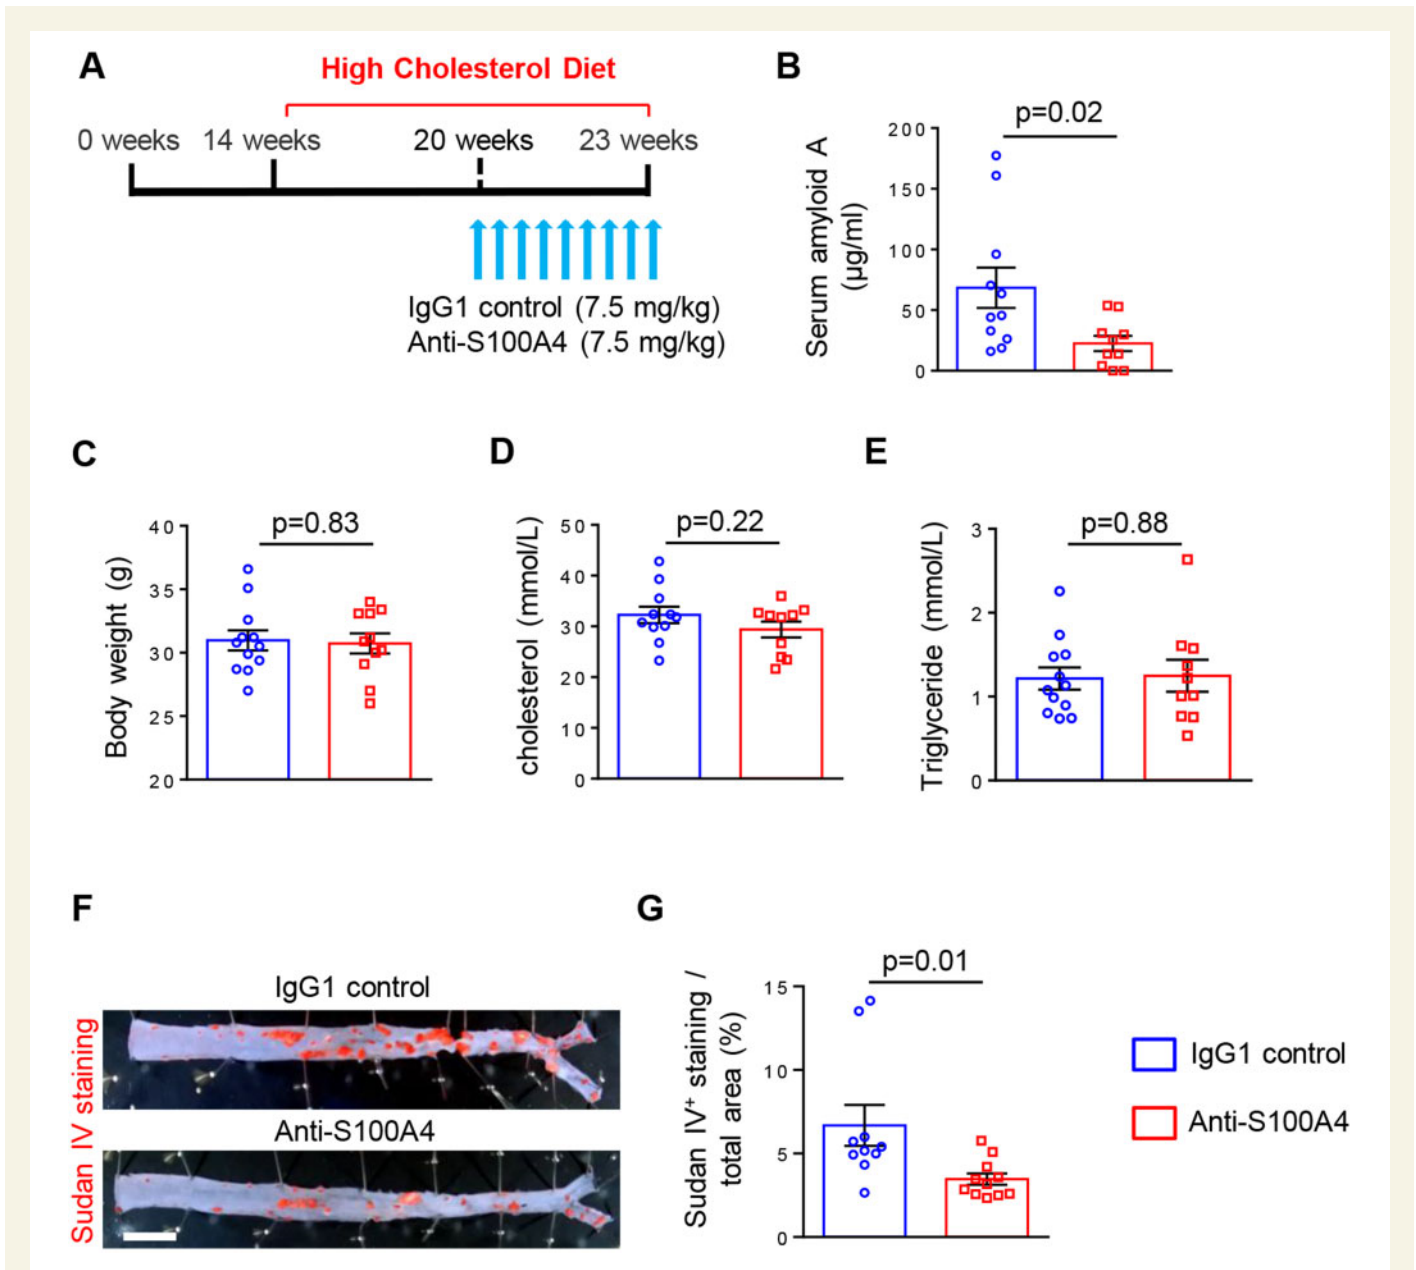 A
High Cholesterol Diet
0 weeks 14 weeks 20 weeks 23 weeks
IgG1 control (7.5 mg/kg)
Anti-S100A4 (7.5 mg/kg)
B
p=0.02
Serum amyloid A
(µg/ml)
200
150
100
50
0
C
p=0.83
Body weight (g)
40
35
30
25
20
D
p=0.22
cholesterol (mmol/L)
50
40
30
20
10
0
E
p=0.88
Triglyceride (mmol/L)
3
2
1
0
F
Sudan IV staining
IgG1 control
Anti-S100A4
G
p=0.01
Sudan IV⁺ staining /
total area (%)
15
10
5
0
IgG1 control
Anti-S100A4